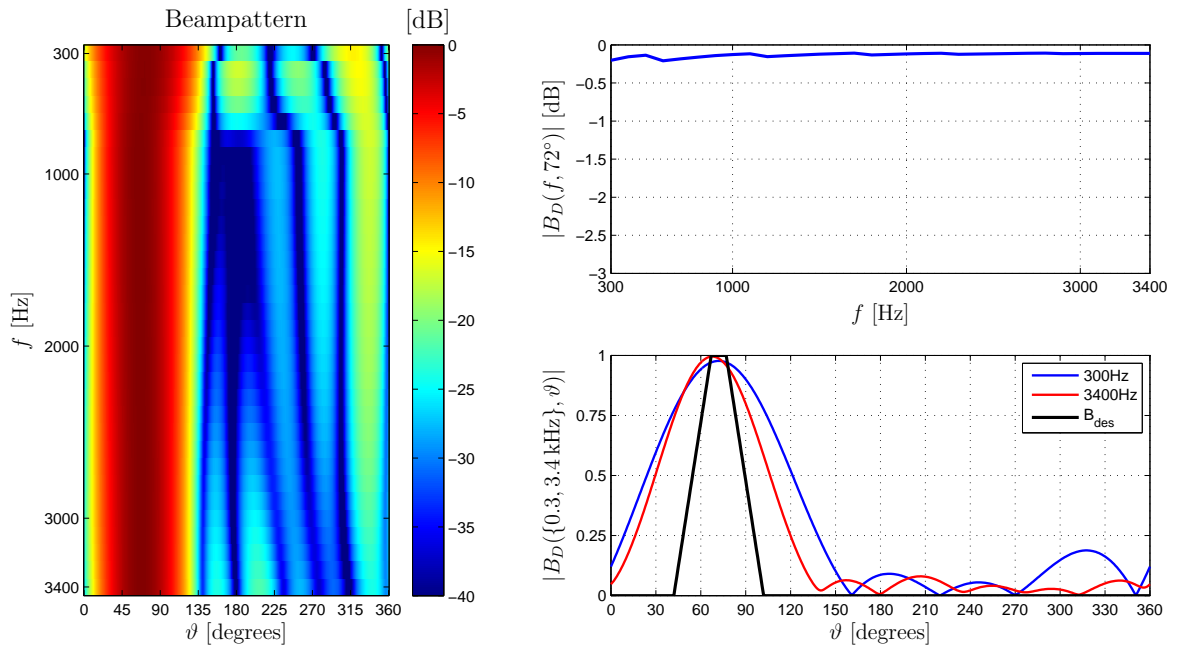 Beampattern
[dB]
300
1000
2000
3000
3400
f [Hz]
0 45 90 135 180 225 270 315 360
ϑ [degrees]
0
−5
−10
−15
−20
−25
−30
−35
−40
|B_D(f, 72°)| [dB]
0
−0.5
−1
−1.5
−2
−2.5
−3
300 1000 2000 3000 3400
f [Hz]
|B_D({0.3, 3.4 kHz}, ϑ)|
1
0.75
0.5
0.25
0
300Hz
3400Hz
B_des
0 30 60 90 120 150 180 210 240 270 300 330 360
ϑ [degrees]